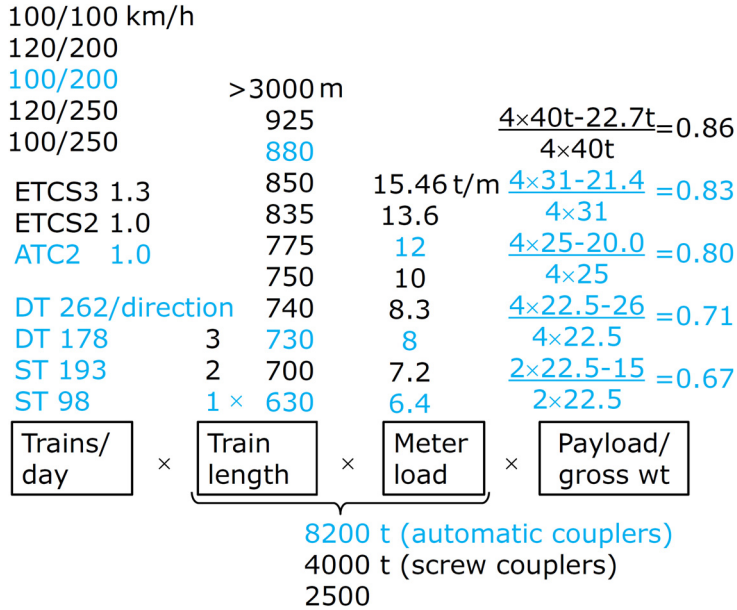 100/100 km/h
120/200
100/200
120/250
100/250
ETCS3 1.3
ETCS2 1.0
ATC2 1.0
DT 262/direction
DT 178
ST 193
ST 98
3
2
1 ×
>3000 m
925
880
850
835
775
750
740
730
700
630
15.46 t/m
13.6
12
10
8.3
8
7.2
6.4
4×40t-22.7t
4×40t
=0.86
4×31-21.4
4×31
=0.83
4×25-20.0
4×25
=0.80
4×22.5-26
4×22.5
=0.71
2×22.5-15
2×22.5
=0.67
Trains/
day
×
Train
length
×
Meter
load
×
Payload/
gross wt
8200 t (automatic couplers)
4000 t (screw couplers)
2500